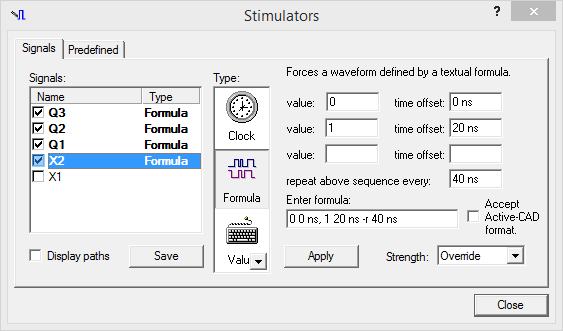 Stimulators
?
Signals Predefined
Signals:
Name Type
Q3 Formula
Q2 Formula
Q1 Formula
X2 Formula
X1
Display paths Save
Type:
Clock
Formula
Valu
Forces a waveform defined by a textual formula.
value: 0 time offset: 0 ns
value: 1 time offset: 20 ns
value: time offset:
repeat above sequence every: 40 ns
Enter formula:
0 0 ns, 1 20 ns -r 40 ns
Accept
Active-CAD
format.
Apply Strength: Override
Close